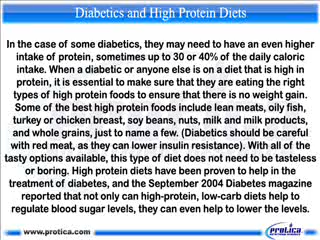 Diabetics and High Protein Diets
In the case of some diabetics, they may need to have an even higher
intake of protein, sometimes up to 30 or 40% of the daily caloric
intake. When a diabetic or anyone else is on a diet that is high in
protein, it is essential to make sure that they are eating the right
types of high protein foods to ensure that there is no weight gain.
Some of the best high protein foods include lean meats, oily fish,
turkey or chicken breast, soy beans, nuts, milk and milk products,
and whole grains, just to name a few. (Diabetics should be careful
with red meat, as they can lower insulin resistance). With all of the
tasty options available, this type of diet does not need to be tasteless
or boring. High protein diets have been proven to help in the
treatment of diabetes, and the September 2004 Diabetes magazine
reported that not only can high-protein, low-carb diets help to
regulate blood sugar levels, they can even help to lower the levels.
www.protica.com
protica